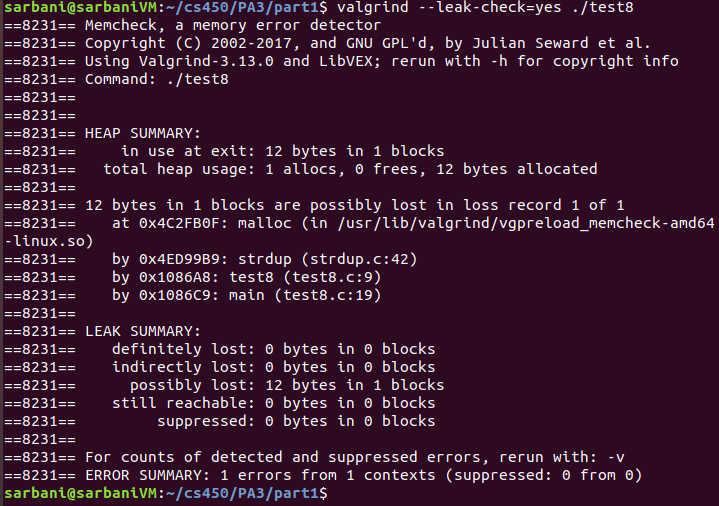 sarbani@sarbaniVM:~/cs450/PA3/part1$ valgrind --leak-check=yes ./test8
==8231== Memcheck, a memory error detector
==8231== Copyright (C) 2002-2017, and GNU GPL'd, by Julian Seward et al.
==8231== Using Valgrind-3.13.0 and LibVEX; rerun with -h for copyright info
==8231== Command: ./test8
==8231==
==8231==
==8231== HEAP SUMMARY:
==8231==     in use at exit: 12 bytes in 1 blocks
==8231==   total heap usage: 1 allocs, 0 frees, 12 bytes allocated
==8231==
==8231== 12 bytes in 1 blocks are possibly lost in loss record 1 of 1
==8231==    at 0x4C2FB0F: malloc (in /usr/lib/valgrind/vgpreload_memcheck-amd64
-linux.so)
==8231==    by 0x4ED99B9: strdup (strdup.c:42)
==8231==    by 0x1086A8: test8 (test8.c:9)
==8231==    by 0x1086C9: main (test8.c:19)
==8231==
==8231== LEAK SUMMARY:
==8231==    definitely lost: 0 bytes in 0 blocks
==8231==    indirectly lost: 0 bytes in 0 blocks
==8231==      possibly lost: 12 bytes in 1 blocks
==8231==    still reachable: 0 bytes in 0 blocks
==8231==         suppressed: 0 bytes in 0 blocks
==8231==
==8231== For counts of detected and suppressed errors, rerun with: -v
==8231== ERROR SUMMARY: 1 errors from 1 contexts (suppressed: 0 from 0)
sarbani@sarbaniVM:~/cs450/PA3/part1$